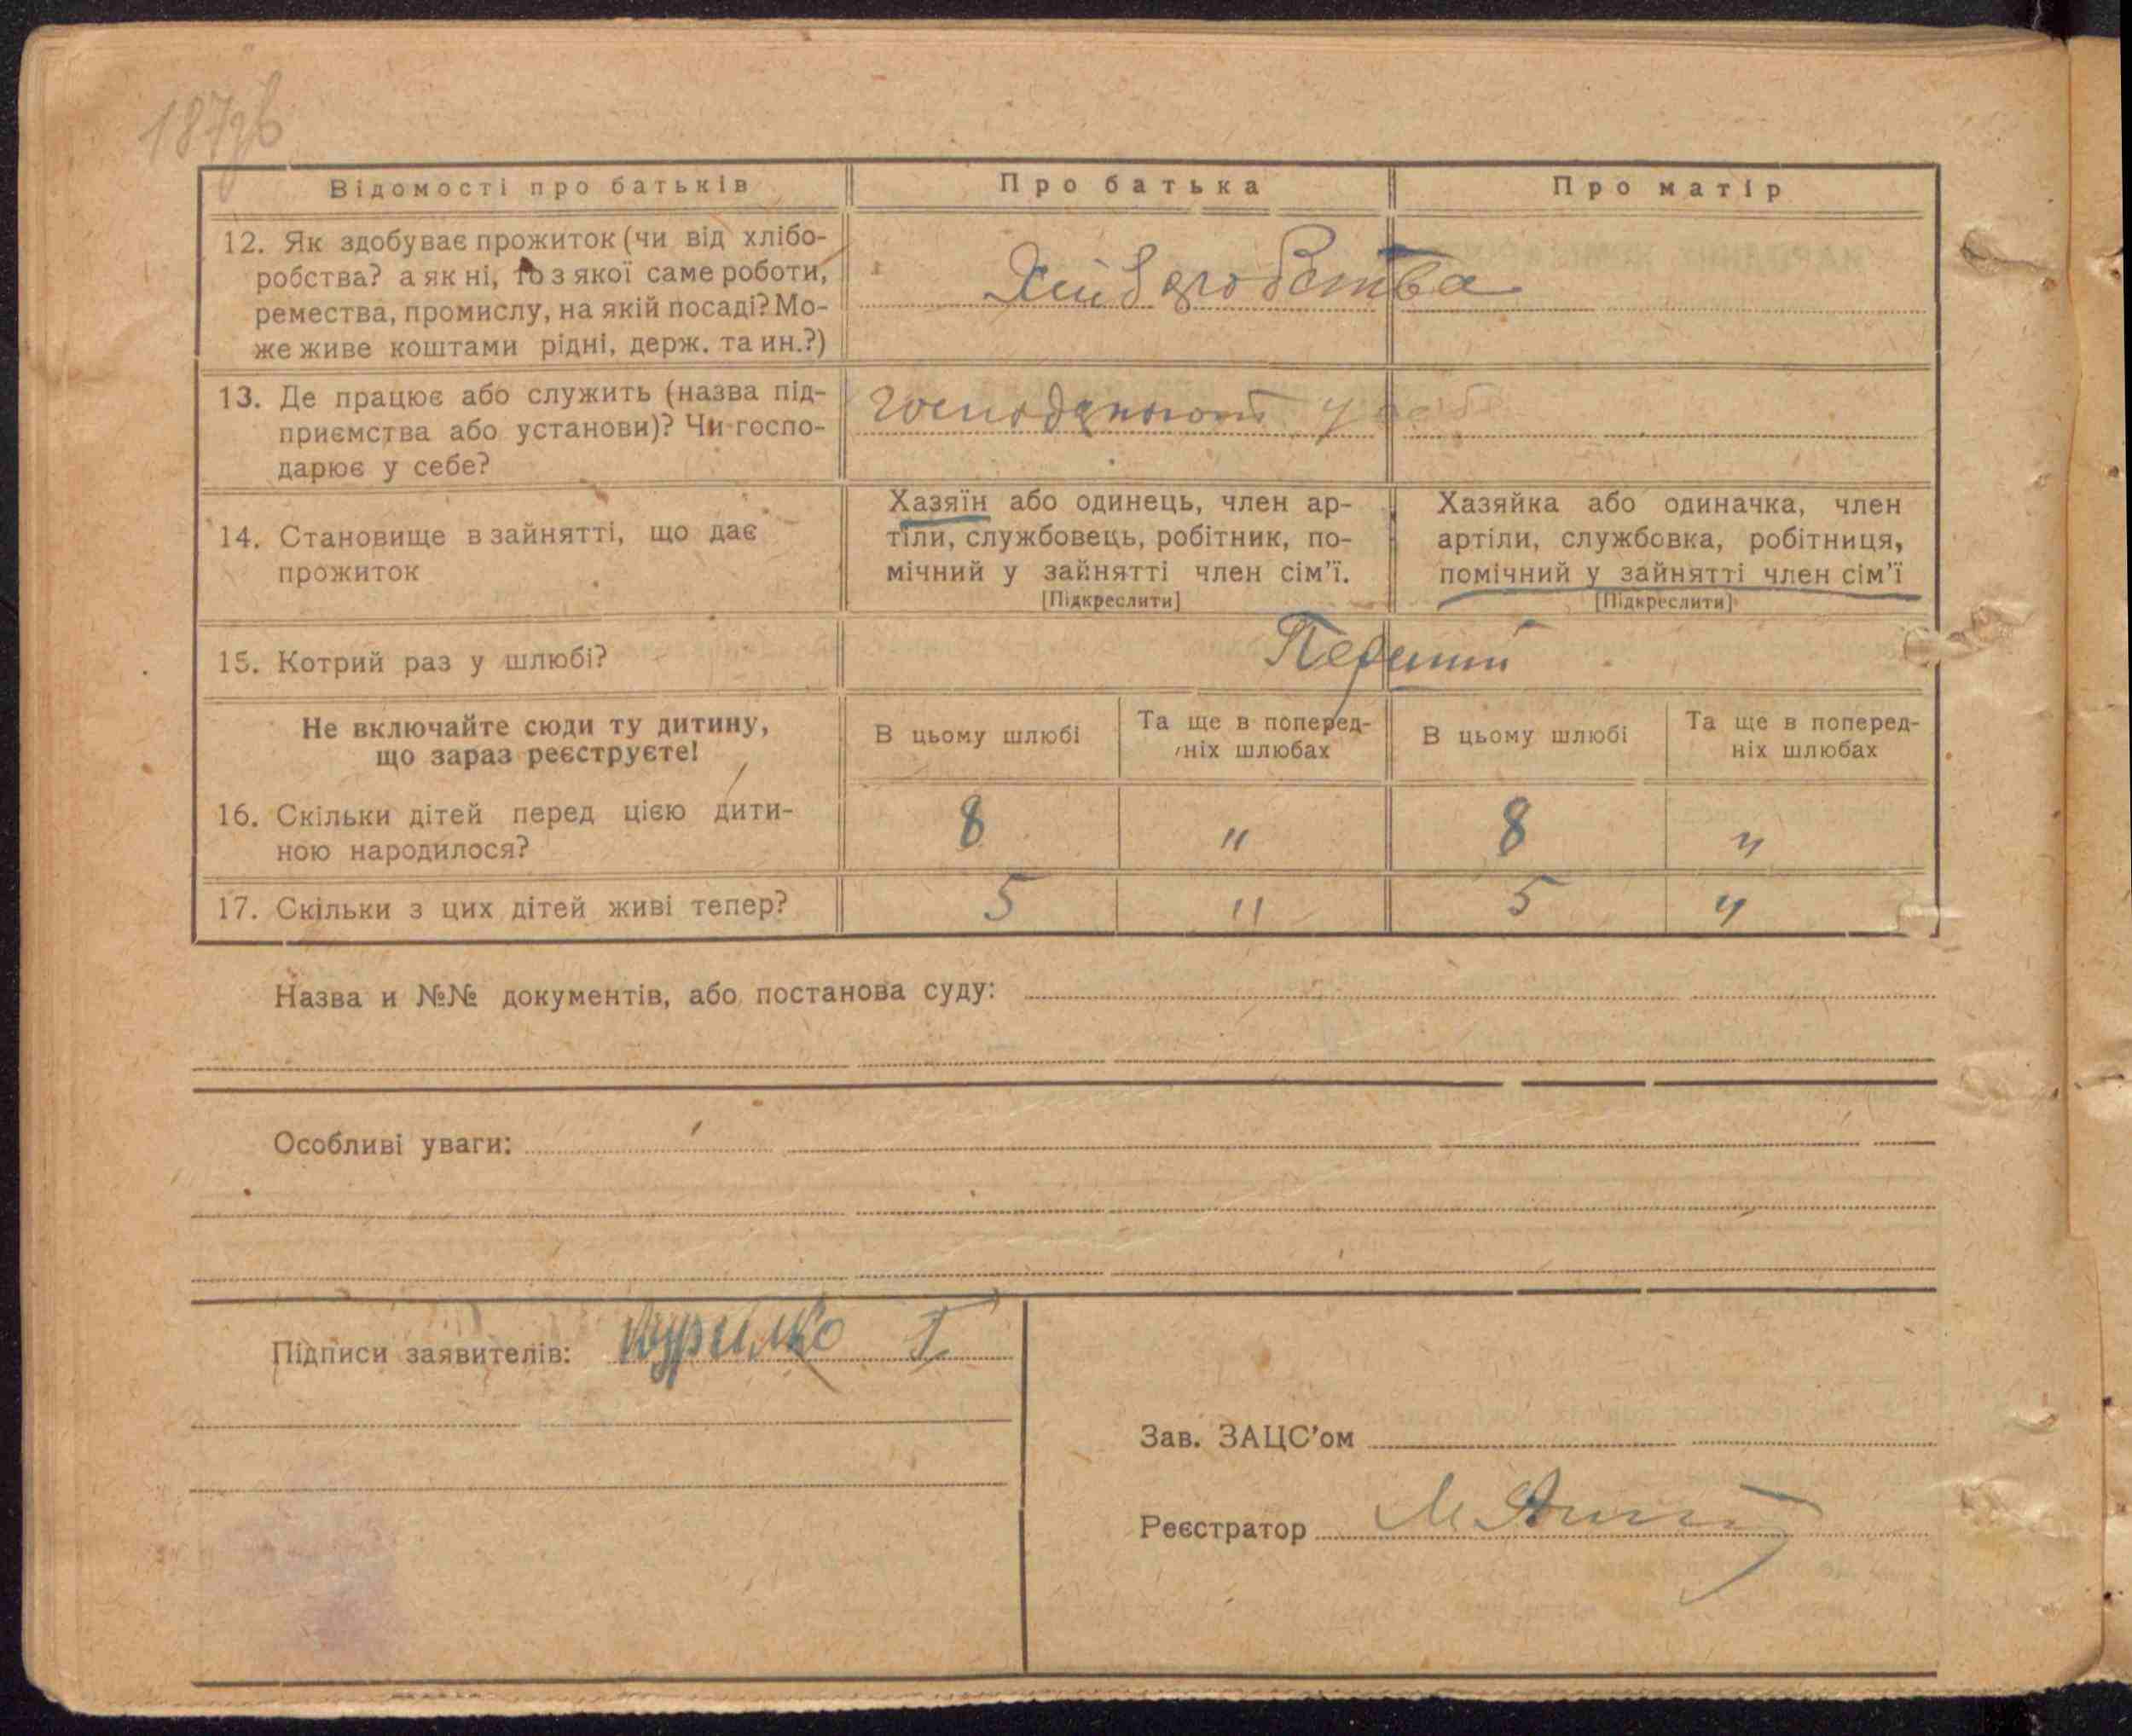 187зв
Відомості про батьків
Про батька
Про матір
12. Як здобуває прожиток (чи від хлібо-
робства? а як ні, то з якої саме роботи,
ремества, промислу, на якій посаді? Мо-
же живе коштами рідні, держ. та ин.?)
Хлібаробства
13. Де працює або служить (назва під-
приємства або установи)? Чи госпо-
дарює у себе?
господарюют у себе
14. Становище в зайнятті, що дає
прожиток
Хазяїн або одинець, член ар-
тіли, службовець, робітник, по-
мічний у зайнятті член сім'ї.
[Підкреслити]
Хазяйка або одиначка, член
артіли, службовка, робітниця,
помічний у зайнятті член сім'ї
[Підкреслити]
15. Котрий раз у шлюбі?
Перший
Не включайте сюди ту дитину,
що зараз реєструєте!
В цьому шлюбі
Та ще в поперед-
ніх шлюбах
В цьому шлюбі
Та ще в поперед-
ніх шлюбах
16. Скільки дітей перед цією дити-
ною народилося?
8 " 8 "
17. Скільки з цих дітей живі тепер?
5 " 5 "
Назва и №№ документів, або постанова суду:
Особливі уваги:
Підписи заявителів: Курилко Г.
Зав. ЗАЦС'ом
Реєстратор М